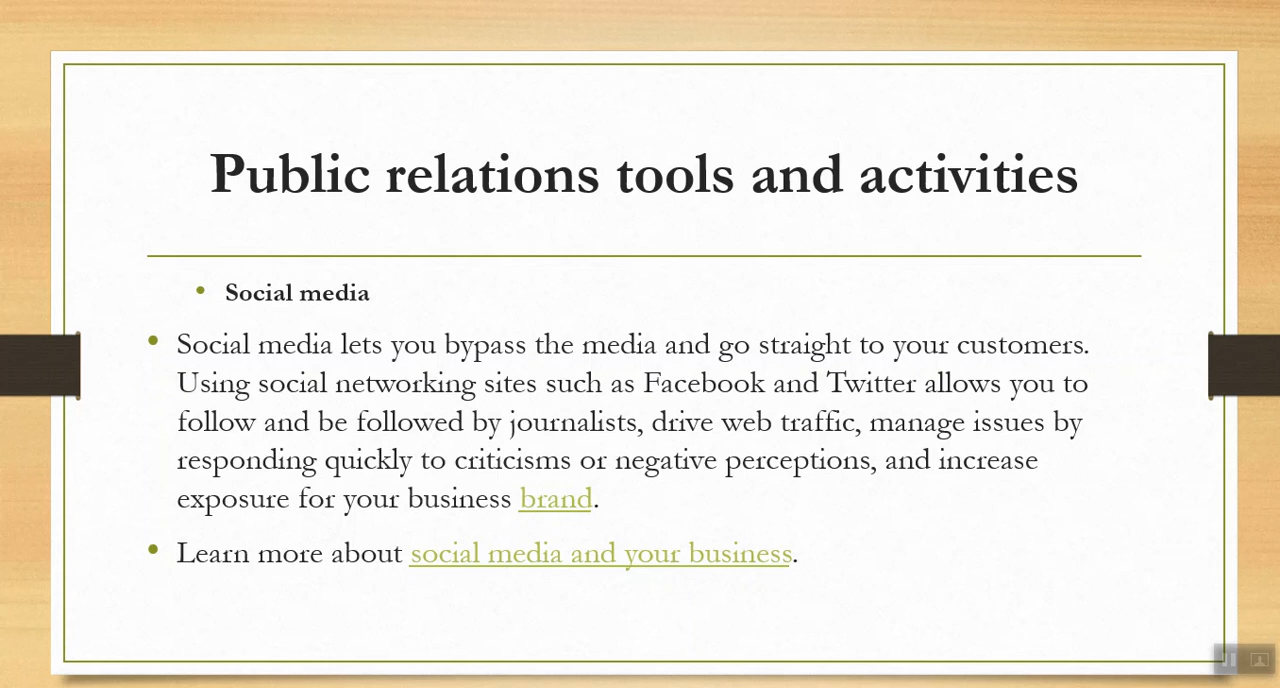 Public relations tools and activities
Social media
Social media lets you bypass the media and go straight to your customers.
Using social networking sites such as Facebook and Twitter allows you to
follow and be followed by journalists, drive web traffic, manage issues by
responding quickly to criticisms or negative perceptions, and increase
exposure for your business brand.
Learn more about social media and your business.